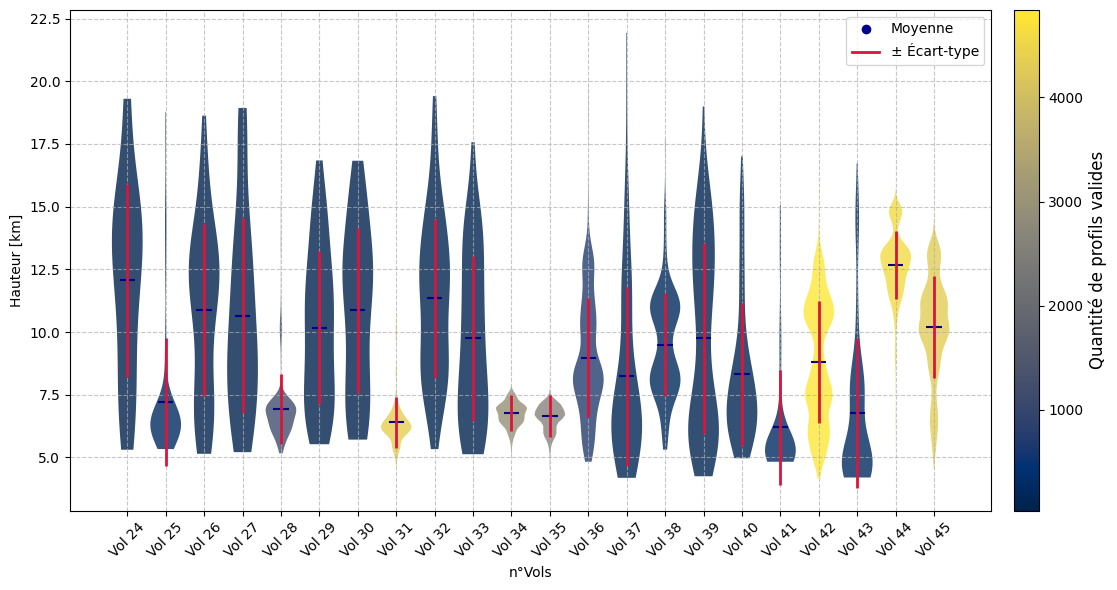 22.5
20.0
17.5
15.0
12.5
10.0
7.5
5.0
Hauteur [km]
Moyenne
± Écart-type
Vol 24
Vol 25
Vol 26
Vol 27
Vol 28
Vol 29
Vol 30
Vol 31
Vol 32
Vol 33
Vol 34
Vol 35
Vol 36
Vol 37
Vol 38
Vol 39
Vol 40
Vol 41
Vol 42
Vol 43
Vol 44
Vol 45
n°Vols
4000
3000
2000
1000
Quantité de profils valides